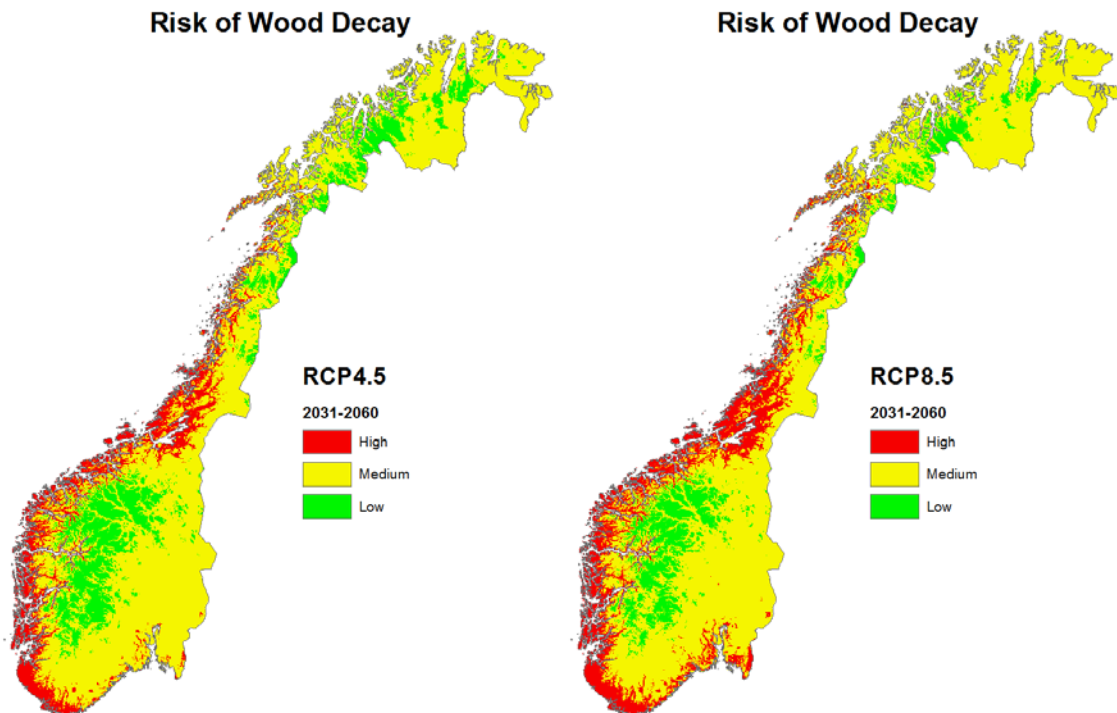 Risk of Wood Decay
RCP4.5
2031-2060
High
Medium
Low
Risk of Wood Decay
RCP8.5
2031-2060
High
Medium
Low